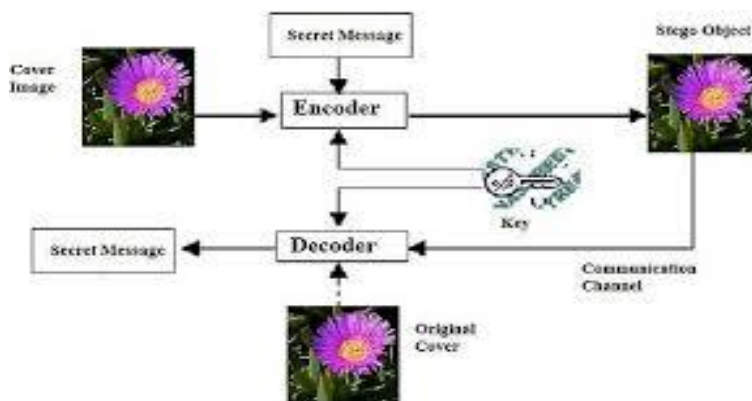 Secret Message
Stego Object
Cover
Image
Encoder
Key
Secret Message
Decoder
Communication
Channel
Original
Cover